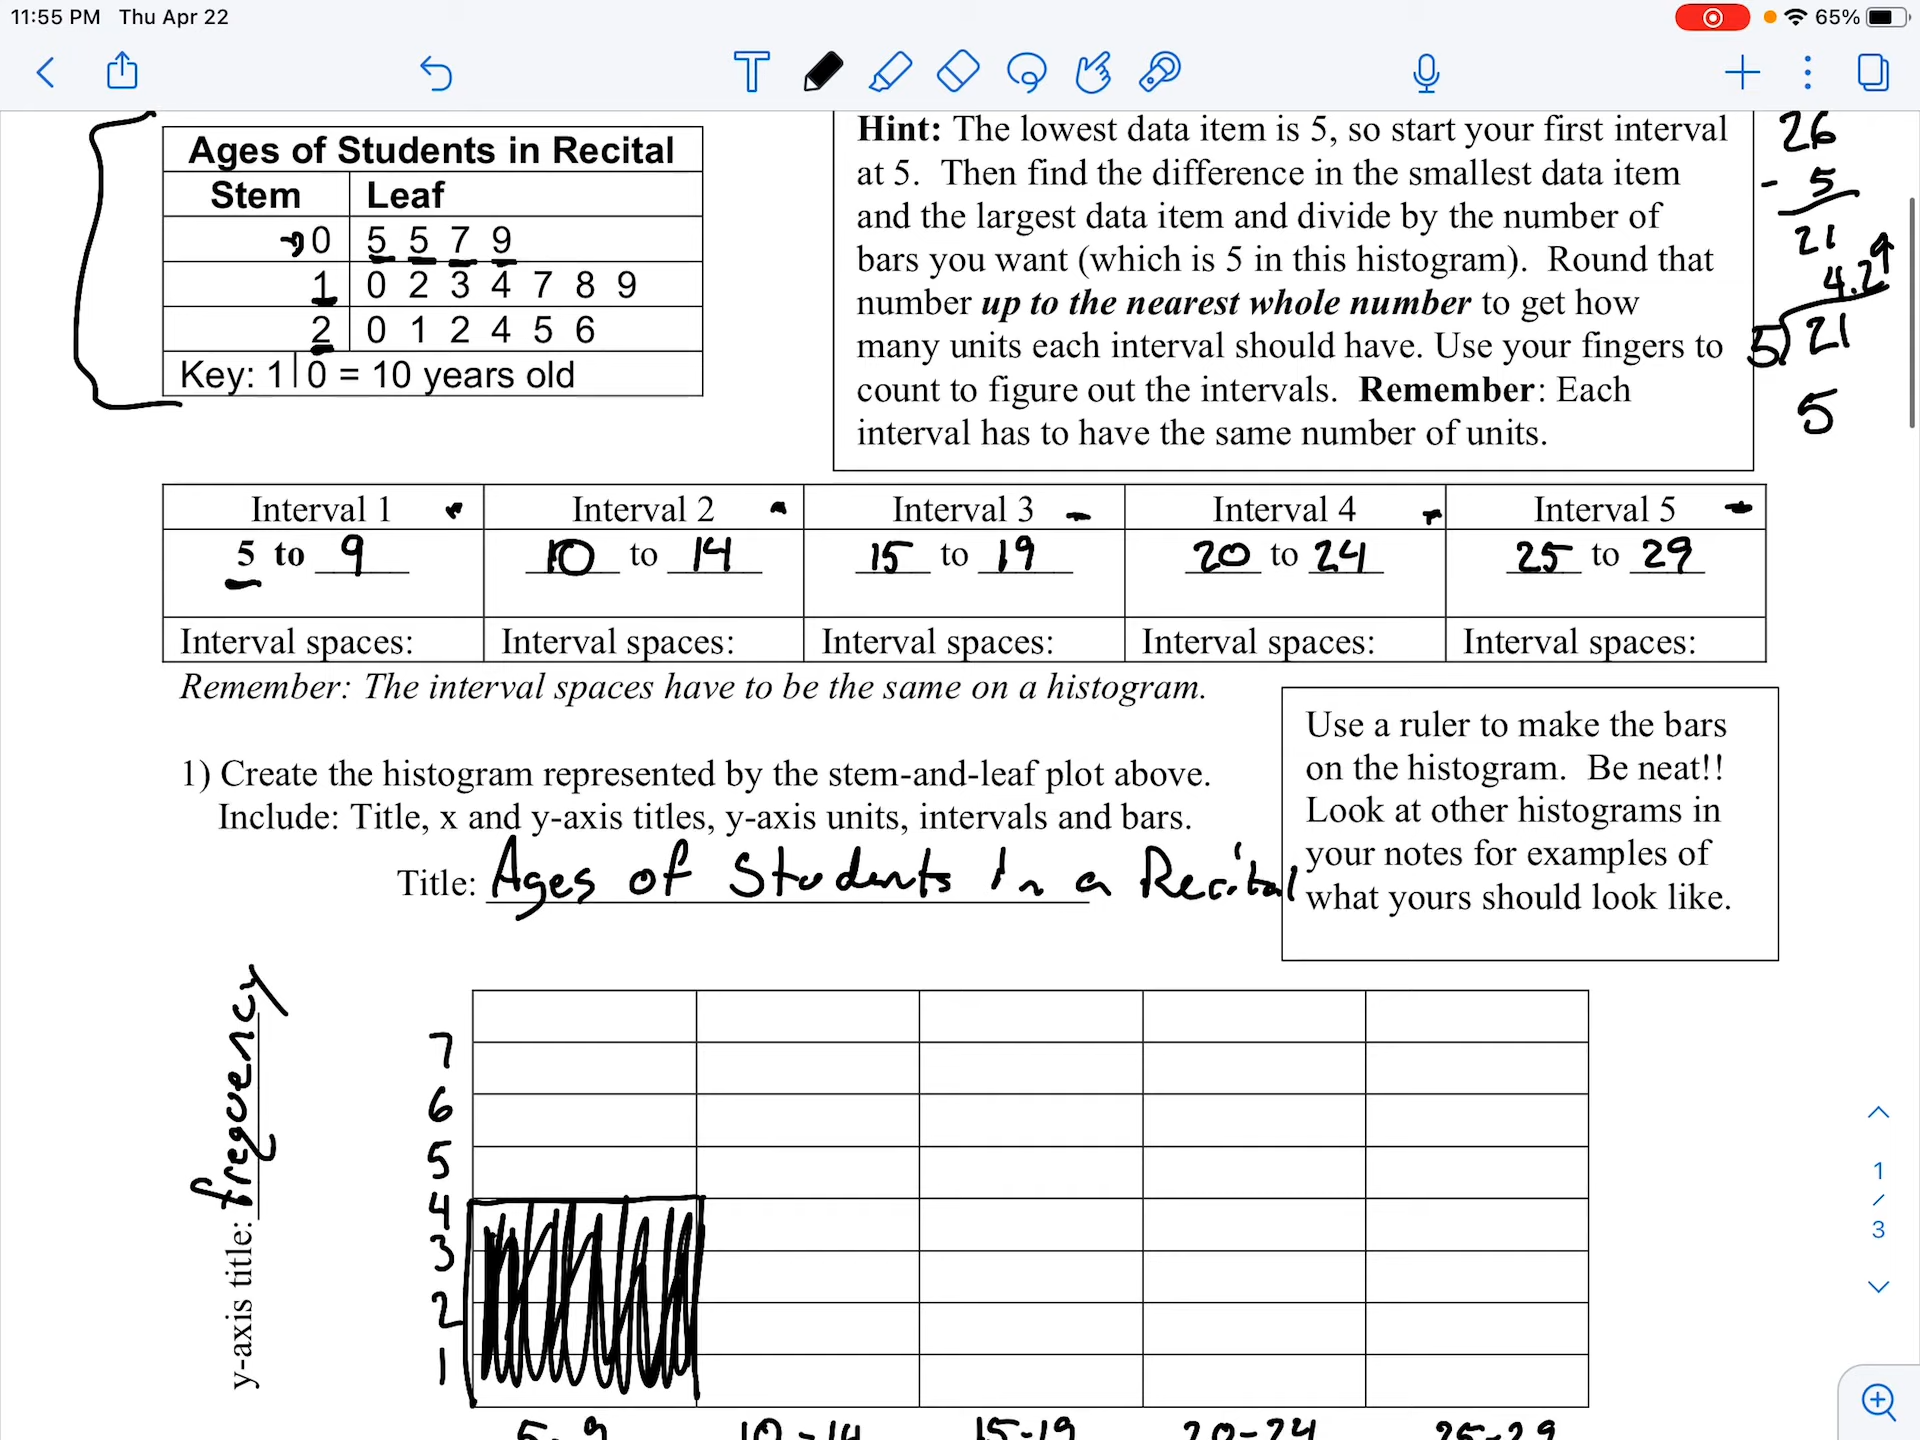 11:55 PM Thu Apr 22
65%
Ages of Students in Recital
Stem Leaf
0 5 5 7 9
1 0 2 3 4 7 8 9
2 0 1 2 4 5 6
Key: 1|0 = 10 years old
Hint: The lowest data item is 5, so start your first interval
at 5. Then find the difference in the smallest data item
and the largest data item and divide by the number of
bars you want (which is 5 in this histogram). Round that
number up to the nearest whole number to get how
many units each interval should have. Use your fingers to
count to figure out the intervals. Remember: Each
interval has to have the same number of units.
26
- 5
21
4.2
5)21
5
Interval 1 Interval 2 Interval 3 Interval 4 Interval 5
5 to 9 10 to 14 15 to 19 20 to 24 25 to 29
Interval spaces: Interval spaces: Interval spaces: Interval spaces: Interval spaces:
Remember: The interval spaces have to be the same on a histogram.
1) Create the histogram represented by the stem-and-leaf plot above.
Include: Title, x and y-axis titles, y-axis units, intervals and bars.
Title: Ages of Students in a Recital
Use a ruler to make the bars
on the histogram. Be neat!!
Look at other histograms in
your notes for examples of
what yours should look like.
y-axis title: frequency
7
6
5
4
3
2
1
5-9 10-14 15-19 20-24 25-29
1
/
3